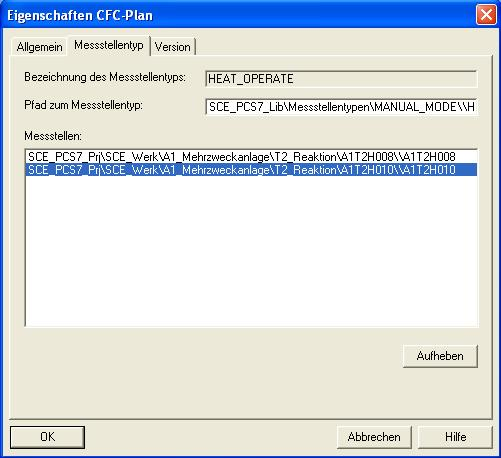 Eigenschaften CFC-Plan
Allgemein Messstellentyp Version
Bezeichnung des Messstellentyps: HEAT_OPERATE
Pfad zum Messstellentyp: SCE_PCS7_Lib\Messstellentypen\MANUAL_MODE\\H
Messstellen:
SCE_PCS7_Prj\SCE_Werk\A1_Mehrzweckanlage\T2_Reaktion\A1T2H008\\A1T2H008
SCE_PCS7_Prj\SCE_Werk\A1_Mehrzweckanlage\T2_Reaktion\A1T2H010\\A1T2H010
Aufheben
OK Abbrechen Hilfe